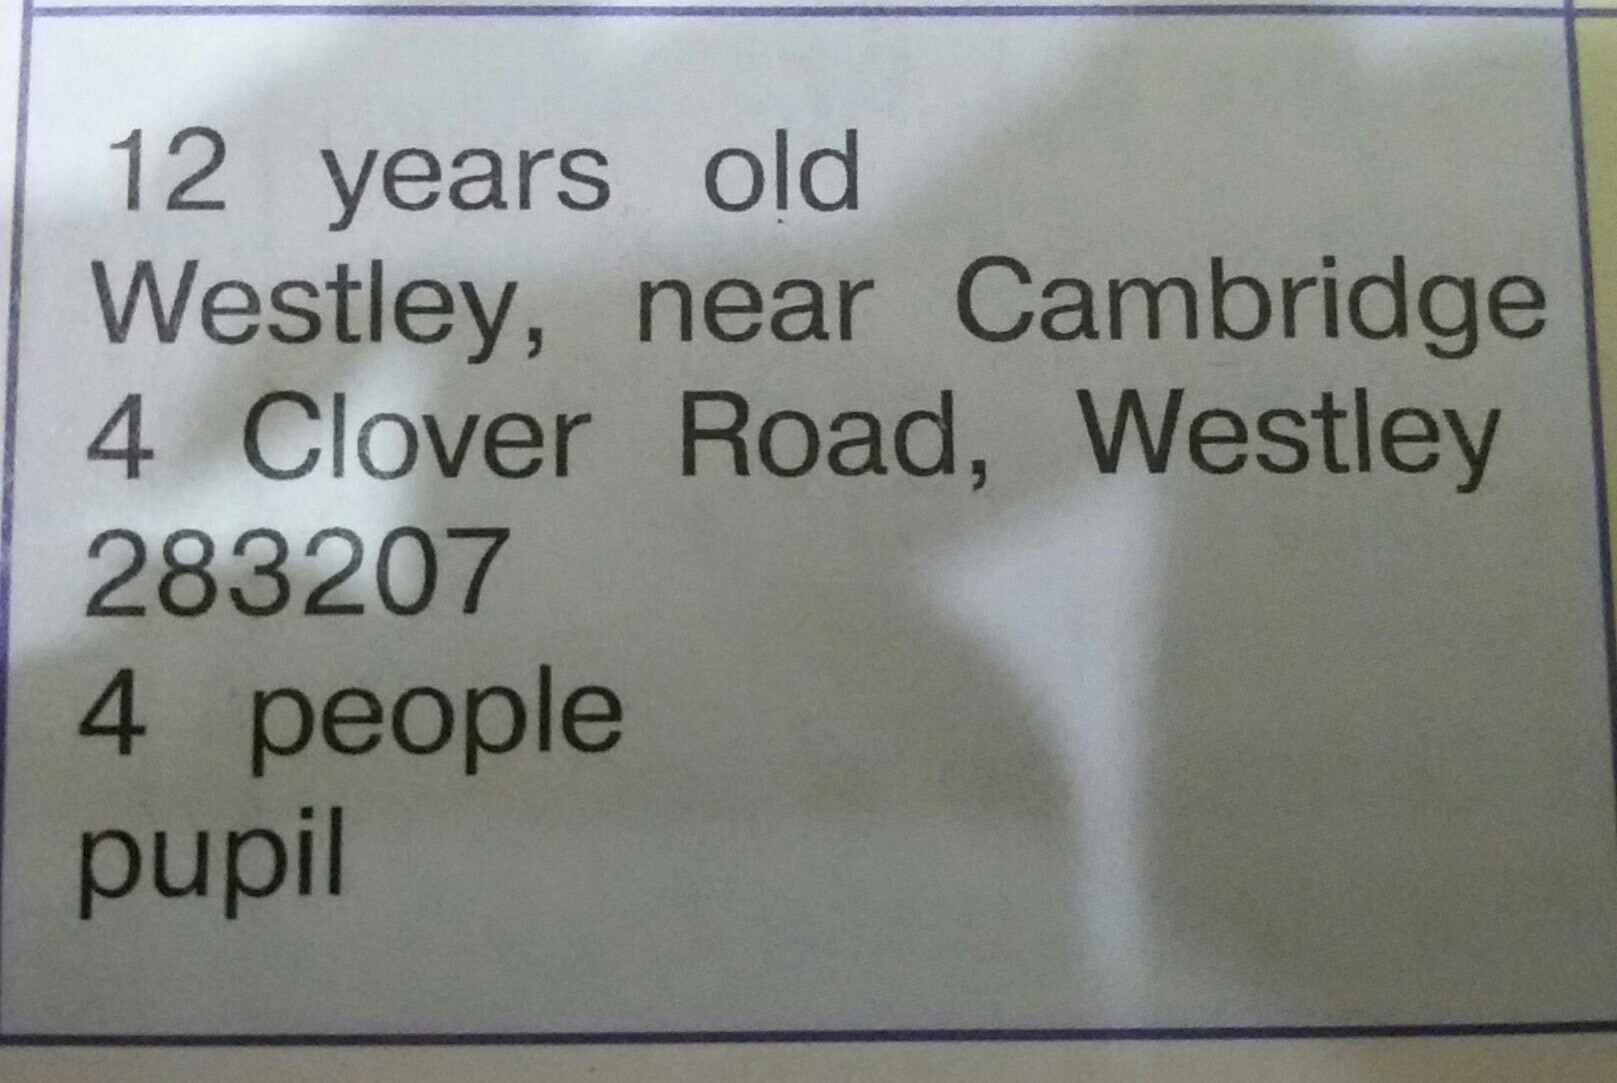 12 years old
Westley, near Cambridge
4 Clover Road, Westley
283207
4 people
pupil